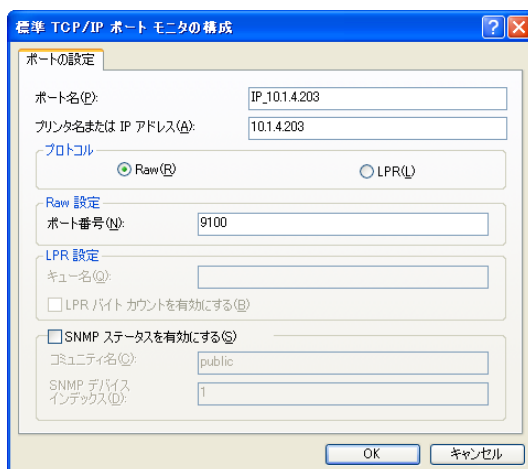 標準 TCP/IP ポート モニタの構成
ポートの設定
ポート名(P): IP_10.1.4.203
プリンタ名または IP アドレス(A): 10.1.4.203
プロトコル
Raw(R) LPR(L)
Raw 設定
ポート番号(N): 9100
LPR 設定
キュー名(Q):
LPR バイト カウントを有効にする(B)
SNMP ステータスを有効にする(S)
コミュニティ名(C): public
SNMP デバイス
インデックス(D): 1
OK キャンセル